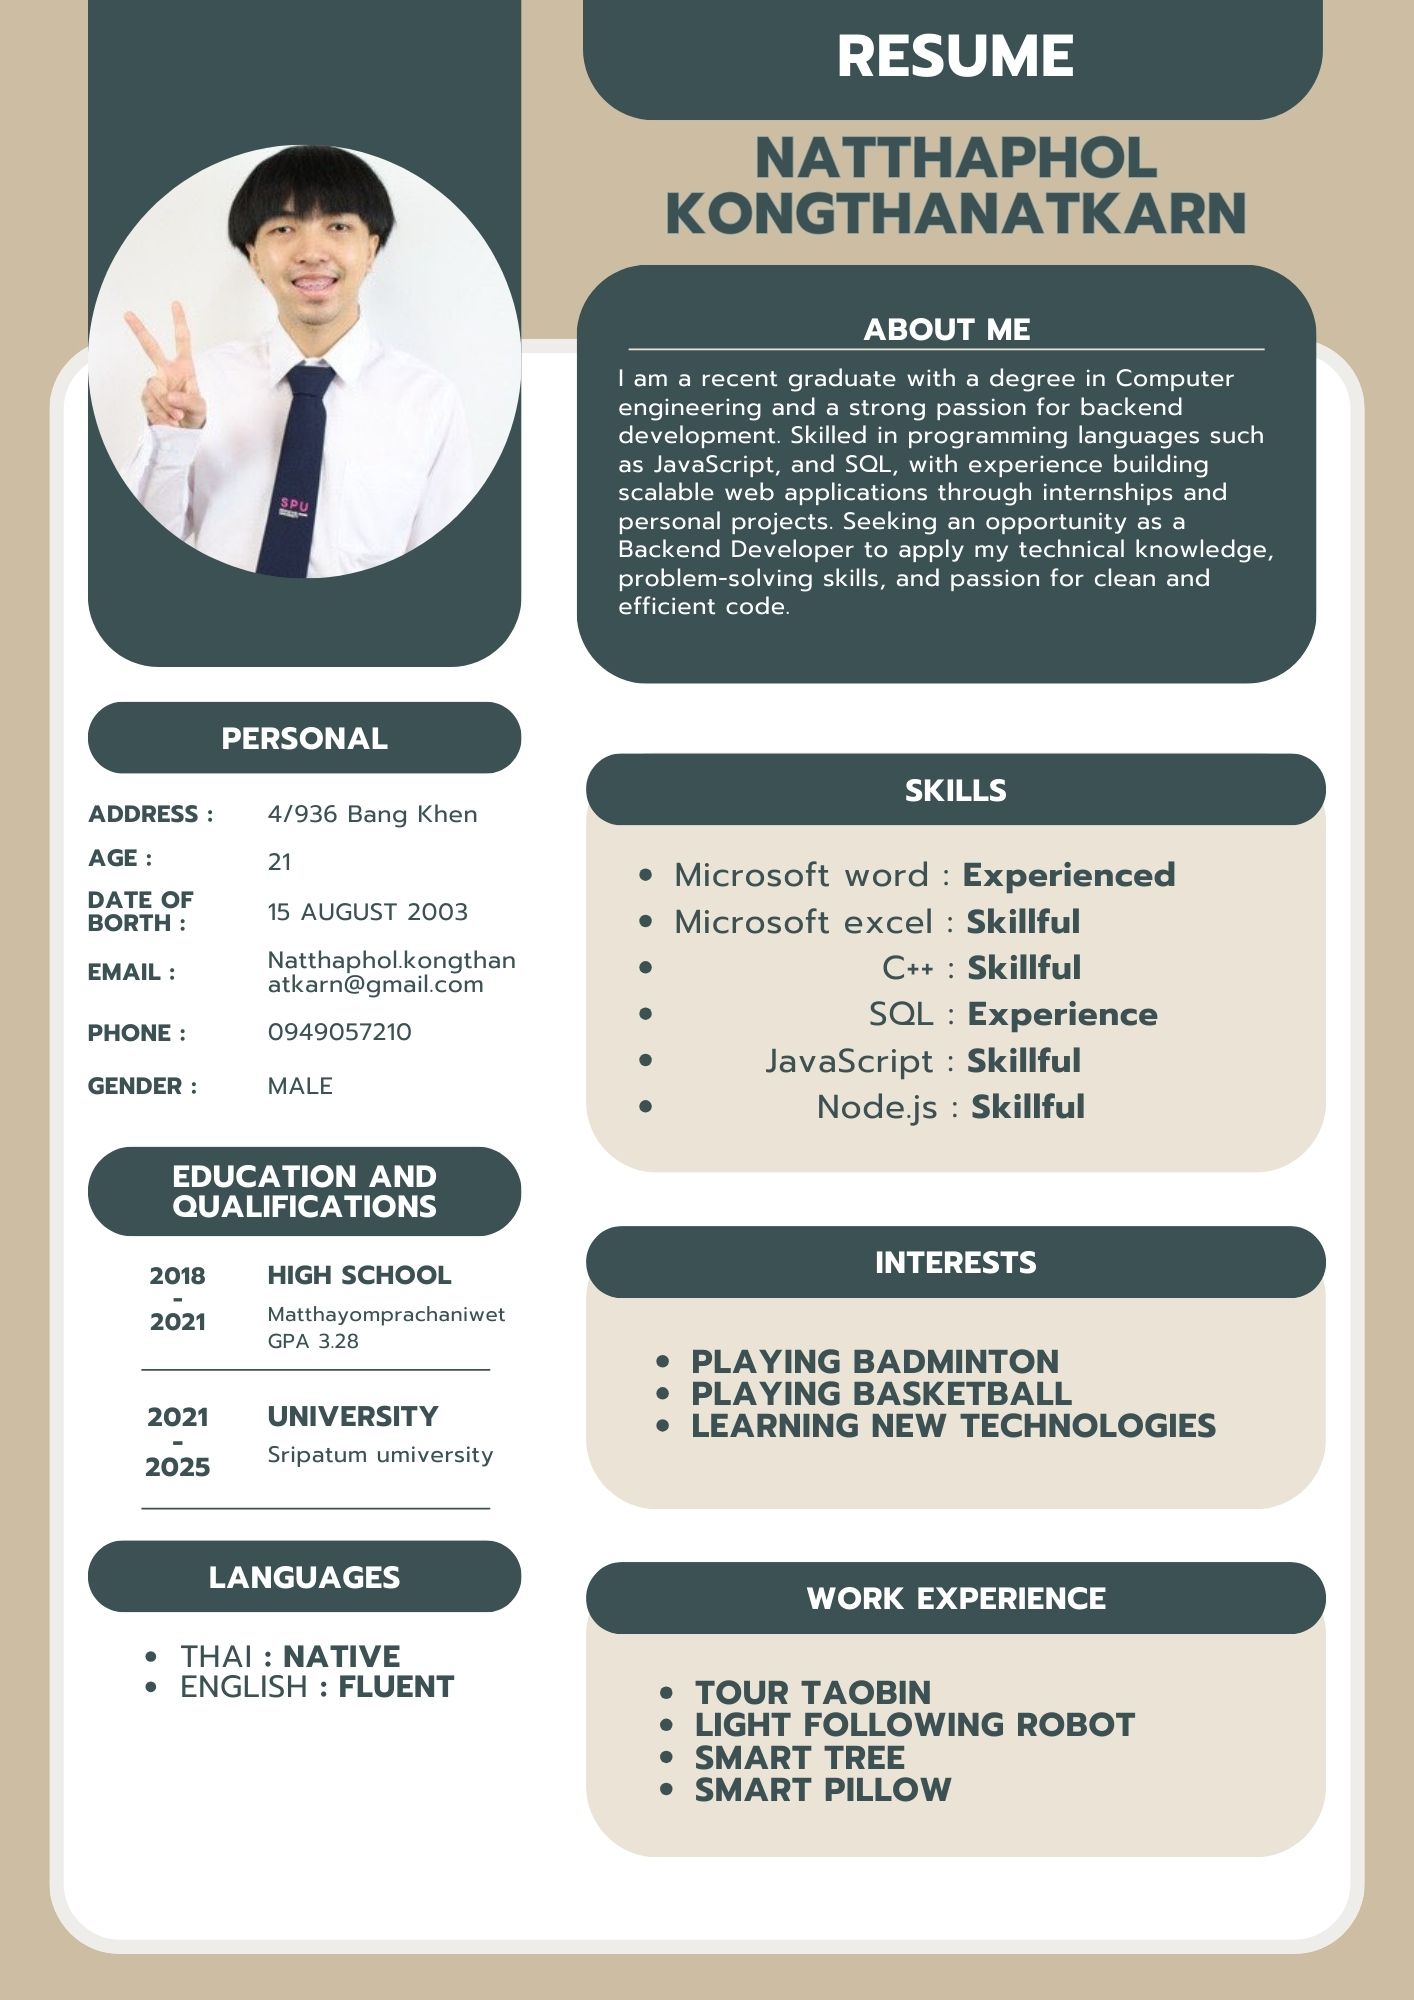 RESUME
NATTHAPHOL
KONGTHANATKARN
SPU
ABOUT ME
I am a recent graduate with a degree in Computer
engineering and a strong passion for backend
development. Skilled in programming languages such
as JavaScript, and SQL, with experience building
scalable web applications through internships and
personal projects. Seeking an opportunity as a
Backend Developer to apply my technical knowledge,
problem-solving skills, and passion for clean and
efficient code.
PERSONAL
ADDRESS : 4/936 Bang Khen
AGE : 21
DATE OF
BORTH : 15 AUGUST 2003
EMAIL : Natthaphol.kongthan
atkarn@gmail.com
PHONE : 0949057210
GENDER : MALE
EDUCATION AND
QUALIFICATIONS
2018
-
2021
HIGH SCHOOL
Matthayomprachaniwet
GPA 3.28
2021
-
2025
UNIVERSITY
Sripatum umiversity
LANGUAGES
• THAI : NATIVE
• ENGLISH : FLUENT
SKILLS
• Microsoft word : Experienced
• Microsoft excel : Skillful
• C++ : Skillful
• SQL : Experience
• JavaScript : Skillful
• Node.js : Skillful
INTERESTS
• PLAYING BADMINTON
• PLAYING BASKETBALL
• LEARNING NEW TECHNOLOGIES
WORK EXPERIENCE
• TOUR TAOBIN
• LIGHT FOLLOWING ROBOT
• SMART TREE
• SMART PILLOW